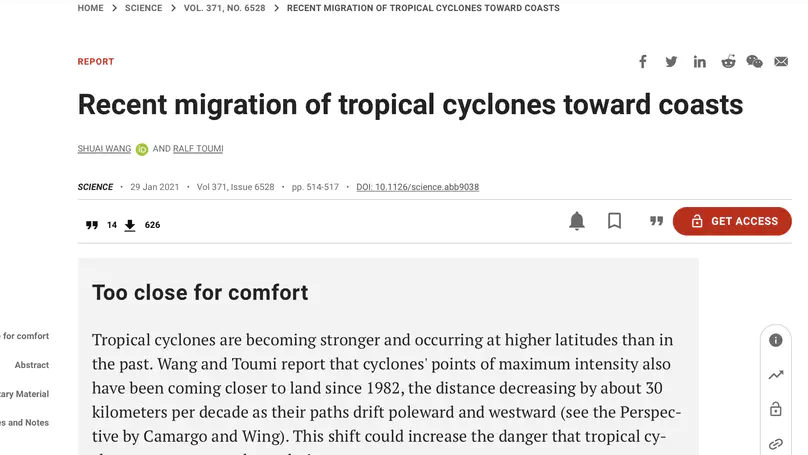 HOME > SCIENCE > VOL. 371, NO. 6528 > RECENT MIGRATION OF TROPICAL CYCLONES TOWARD COASTS
REPORT
Recent migration of tropical cyclones toward coasts
SHUAI WANG iD AND RALF TOUMI
SCIENCE • 29 Jan 2021 • Vol 371, Issue 6528 • pp. 514-517 • DOI: 10.1126/science.abb9038
14 626 GET ACCESS
Too close for comfort
Tropical cyclones are becoming stronger and occurring at higher latitudes than in
the past. Wang and Toumi report that cyclones' points of maximum intensity also
have been coming closer to land since 1982, the distance decreasing by about 30
kilometers per decade as their paths drift poleward and westward (see the Perspec-
tive by Camargo and Wing). This shift could increase the danger that tropical cy-
for comfort
Abstract
tary Material
s and Notes